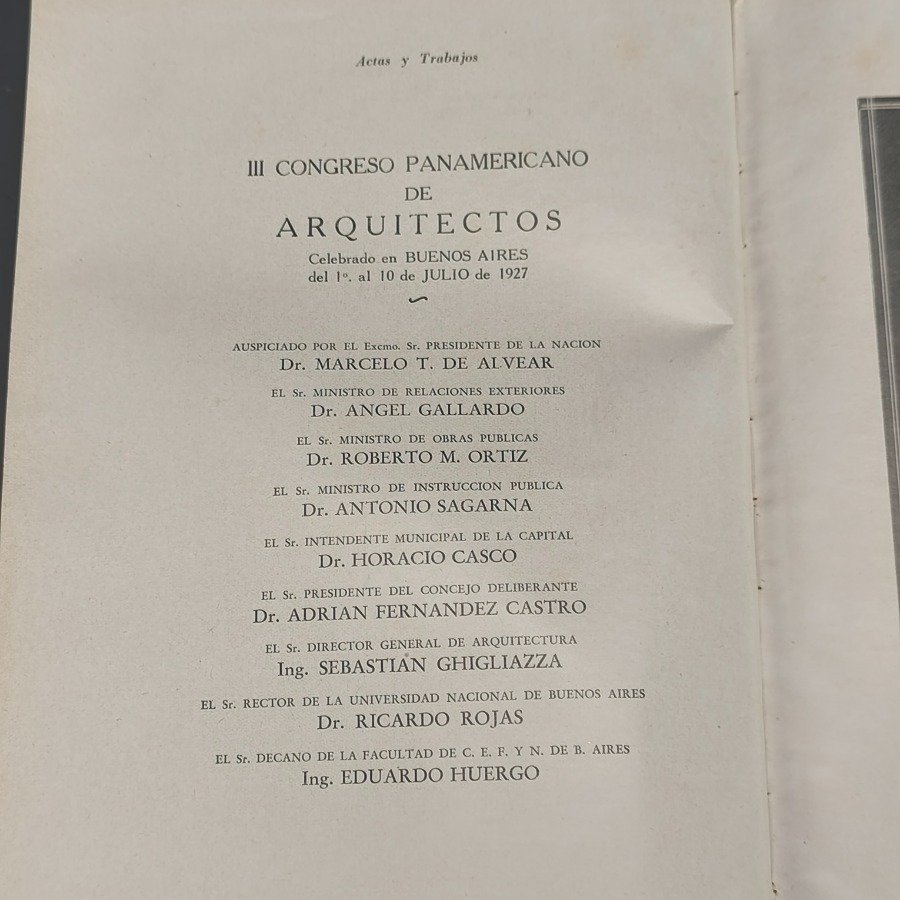 Actas y Trabajos
III CONGRESO PANAMERICANO
DE
ARQUITECTOS
Celebrado en BUENOS AIRES
del 1º. al 10 de JULIO de 1927
AUSPICIADO POR EL Excmo. Sr. PRESIDENTE DE LA NACION
Dr. MARCELO T. DE ALVEAR
EL Sr. MINISTRO DE RELACIONES EXTERIORES
Dr. ANGEL GALLARDO
EL Sr. MINISTRO DE OBRAS PUBLICAS
Dr. ROBERTO M. ORTIZ
EL Sr. MINISTRO DE INSTRUCCION PUBLICA
Dr. ANTONIO SAGARNA
EL Sr. INTENDENTE MUNICIPAL DE LA CAPITAL
Dr. HORACIO CASCO
EL Sr. PRESIDENTE DEL CONCEJO DELIBERANTE
Dr. ADRIAN FERNANDEZ CASTRO
EL Sr. DIRECTOR GENERAL DE ARQUITECTURA
Ing. SEBASTIAN GHIGLIAZZA
EL Sr. RECTOR DE LA UNIVERSIDAD NACIONAL DE BUENOS AIRES
Dr. RICARDO ROJAS
EL Sr. DECANO DE LA FACULTAD DE C. E. F. Y N. DE B. AIRES
Ing. EDUARDO HUERGO